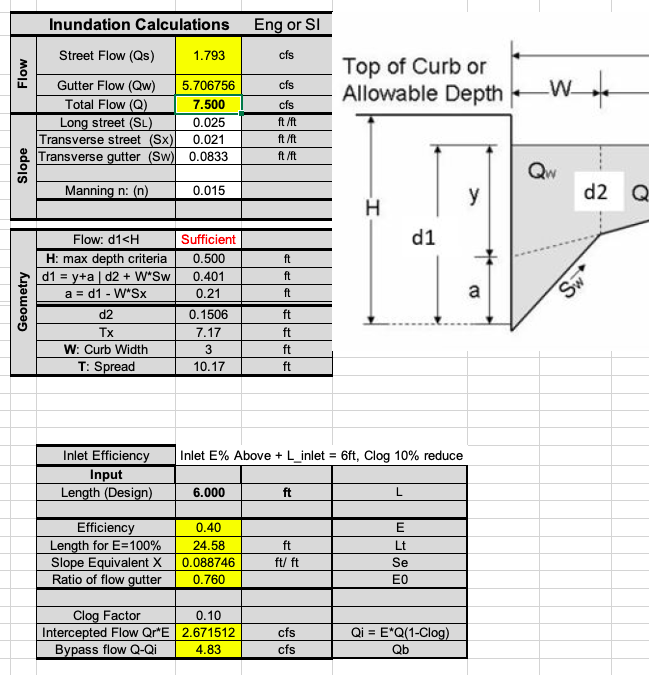 Inundation Calculations Eng or SI
Flow
Street Flow (Qs) 1.793 cfs
Gutter Flow (Qw) 5.706756 cfs
Total Flow (Q) 7.500 cfs
Slope
Long street (SL) 0.025 ft /ft
Transverse street (Sx) 0.021 ft /ft
Transverse gutter (Sw) 0.0833 ft /ft
Manning n: (n) 0.015
Geometry
Flow: d1<H Sufficient
H: max depth criteria 0.500 ft
d1 = y+a | d2 + W*Sw 0.401 ft
a = d1 - W*Sx 0.21 ft
d2 0.1506 ft
Tx 7.17 ft
W: Curb Width 3 ft
T: Spread 10.17 ft
Top of Curb or
Allowable Depth
W
Qw
y
d2 Q
H
d1
a
Sw
Inlet Efficiency Inlet E% Above + L_inlet = 6ft, Clog 10% reduce
Input
Length (Design) 6.000 ft L
Efficiency 0.40 E
Length for E=100% 24.58 ft Lt
Slope Equivalent X 0.088746 ft/ ft Se
Ratio of flow gutter 0.760 E0
Clog Factor 0.10
Intercepted Flow Qr*E 2.671512 cfs Qi = E*Q(1-Clog)
Bypass flow Q-Qi 4.83 cfs Qb